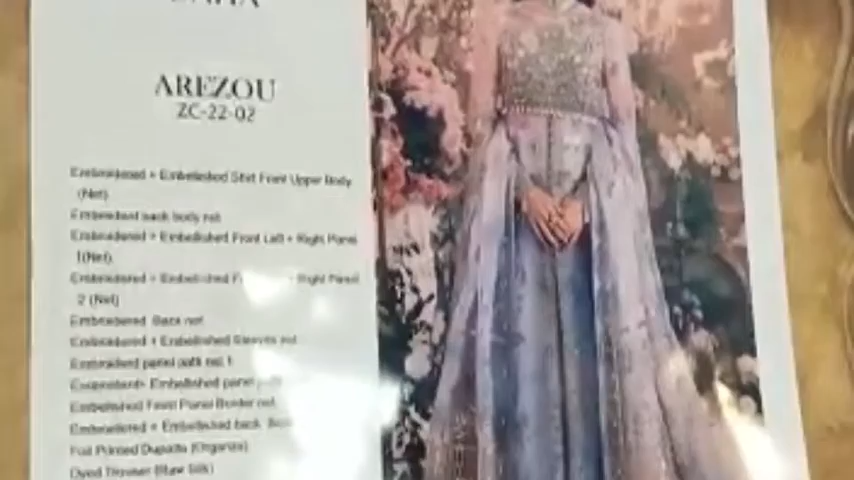 AREZOU
ZC-22-02
Embroidered + Embellished Shirt Front Upper Body
(Net)
Embroidered back body net
Embroidered + Embellished Front Left + Right Panel
1(Net)
Embroidered + Embellished Right Panel
2 (Net)
Embroidered Back net
Embroidered + Embellished Sleeves net
Embroidered panel patti net 1
Embroidered+ Embellished panel
Embellished Front Panel Border net
Embroidered + Embellished back
Foil Printed Dupatta (Organza)
Dyed Trouser (Raw Silk)